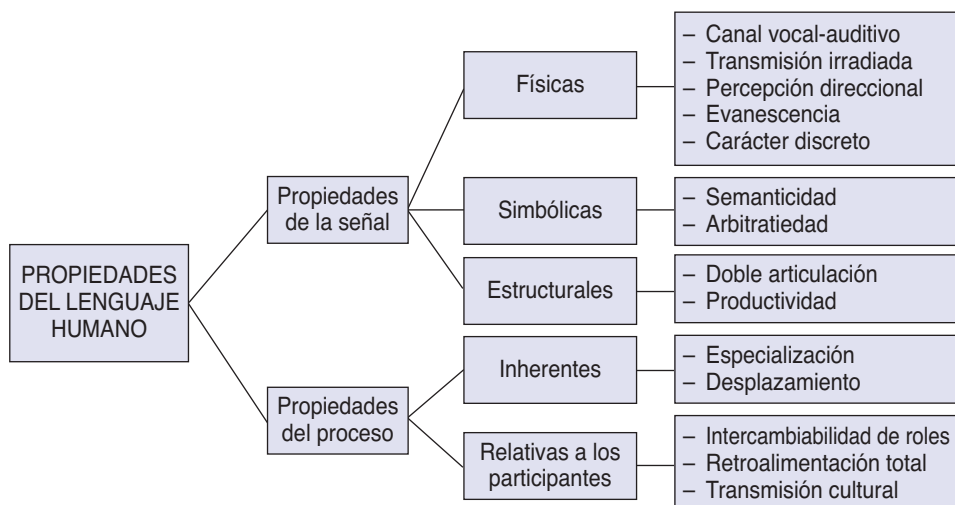 PROPIEDADES
DEL LENGUAJE
HUMANO
Propiedades
de la señal
Físicas
– Canal vocal-auditivo
– Transmisión irradiada
– Percepción direccional
– Evanescencia
– Carácter discreto
Simbólicas
– Semanticidad
– Arbitratiedad
Estructurales
– Doble articulación
– Productividad
Propiedades
del proceso
Inherentes
– Especialización
– Desplazamiento
Relativas a los
participantes
– Intercambiabilidad de roles
– Retroalimentación total
– Transmisión cultural